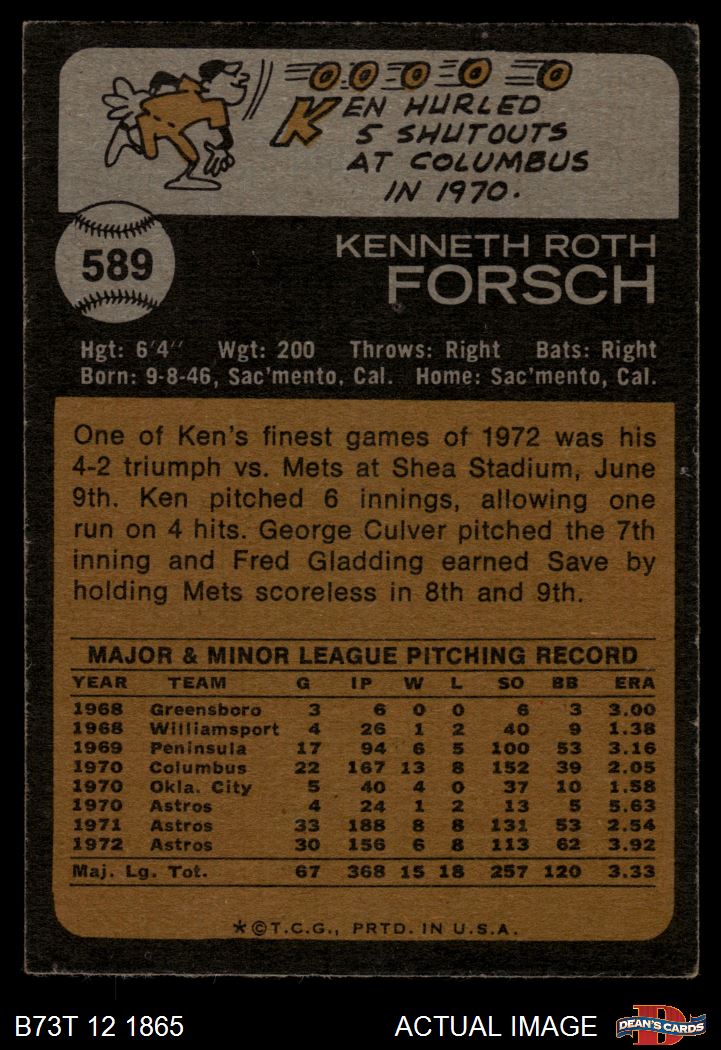 KEN HURLED
5 SHUTOUTS
AT COLUMBUS
IN 1970.
589
KENNETH ROTH
FORSCH
Hgt: 6'4" Wgt: 200 Throws: Right Bats: Right
Born: 9-8-46, Sac'mento, Cal. Home: Sac'mento, Cal.
One of Ken's finest games of 1972 was his
4-2 triumph vs. Mets at Shea Stadium, June
9th. Ken pitched 6 innings, allowing one
run on 4 hits. George Culver pitched the 7th
inning and Fred Gladding earned Save by
holding Mets scoreless in 8th and 9th.
MAJOR & MINOR LEAGUE PITCHING RECORD
YEAR TEAM G IP W L SO BB ERA
1968 Greensboro 3 6 0 0 6 3 3.00
1968 Williamsport 4 26 1 2 40 9 1.38
1969 Peninsula 17 94 6 5 100 53 3.16
1970 Columbus 22 167 13 8 152 39 2.05
1970 Okla. City 5 40 4 0 37 10 1.58
1970 Astros 4 24 1 2 13 5 5.63
1971 Astros 33 188 8 8 131 53 2.54
1972 Astros 30 156 6 8 113 62 3.92
Maj. Lg. Tot. 67 368 15 18 257 120 3.33
*©T.C.G., PRTD. IN U.S.A.
B73T 12 1865 ACTUAL IMAGE DEAN'S CARDS